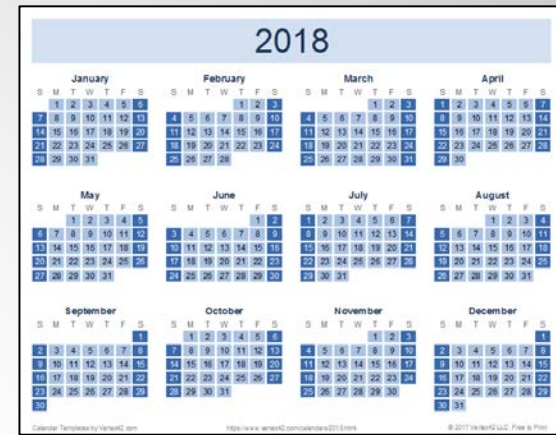 2018
January
S M T W T F S
1 2 3 4 5 6
7 8 9 10 11 12 13
14 15 16 17 18 19 20
21 22 23 24 25 26 27
28 29 30 31
February
S M T W T F S
1 2 3
4 5 6 7 8 9 10
11 12 13 14 15 16 17
18 19 20 21 22 23 24
25 26 27 28
March
S M T W T F S
1 2 3
4 5 6 7 8 9 10
11 12 13 14 15 16 17
18 19 20 21 22 23 24
25 26 27 28 29 30 31
April
S M T W T F S
1 2 3 4 5 6 7
8 9 10 11 12 13 14
15 16 17 18 19 20 21
22 23 24 25 26 27 28
29 30
May
S M T W T F S
1 2 3 4 5
6 7 8 9 10 11 12
13 14 15 16 17 18 19
20 21 22 23 24 25 26
27 28 29 30 31
June
S M T W T F S
1 2
3 4 5 6 7 8 9
10 11 12 13 14 15 16
17 18 19 20 21 22 23
24 25 26 27 28 29 30
July
S M T W T F S
1 2 3 4 5 6 7
8 9 10 11 12 13 14
15 16 17 18 19 20 21
22 23 24 25 26 27 28
29 30 31
August
S M T W T F S
1 2 3 4
5 6 7 8 9 10 11
12 13 14 15 16 17 18
19 20 21 22 23 24 25
26 27 28 29 30 31
September
S M T W T F S
1
2 3 4 5 6 7 8
9 10 11 12 13 14 15
16 17 18 19 20 21 22
23 24 25 26 27 28 29
30
October
S M T W T F S
1 2 3 4 5 6
7 8 9 10 11 12 13
14 15 16 17 18 19 20
21 22 23 24 25 26 27
28 29 30 31
November
S M T W T F S
1 2 3
4 5 6 7 8 9 10
11 12 13 14 15 16 17
18 19 20 21 22 23 24
25 26 27 28 29 30
December
S M T W T F S
1
2 3 4 5 6 7 8
9 10 11 12 13 14 15
16 17 18 19 20 21 22
23 24 25 26 27 28 29
30 31
Calendar Templates by Vertex42.com
https://www.vertex42.com/calendars/2018.html
© 2017 Vertex42 LLC. Free to Print